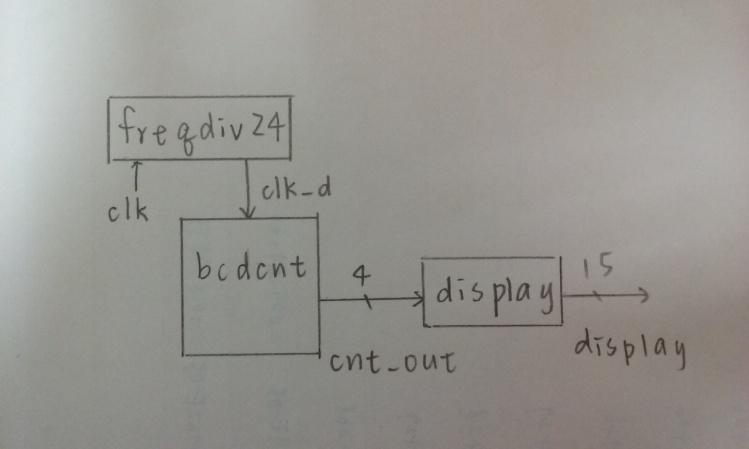 freqdiv24
clk
clk_d
bcdcnt
4
cnt_out
display
15
display